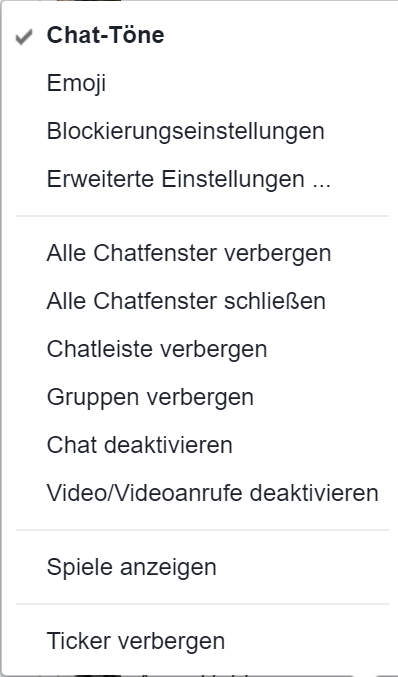 Chat-Töne
Emoji
Blockierungseinstellungen
Erweiterte Einstellungen ...
Alle Chatfenster verbergen
Alle Chatfenster schließen
Chatleiste verbergen
Gruppen verbergen
Chat deaktivieren
Video/Videoanrufe deaktivieren
Spiele anzeigen
Ticker verbergen